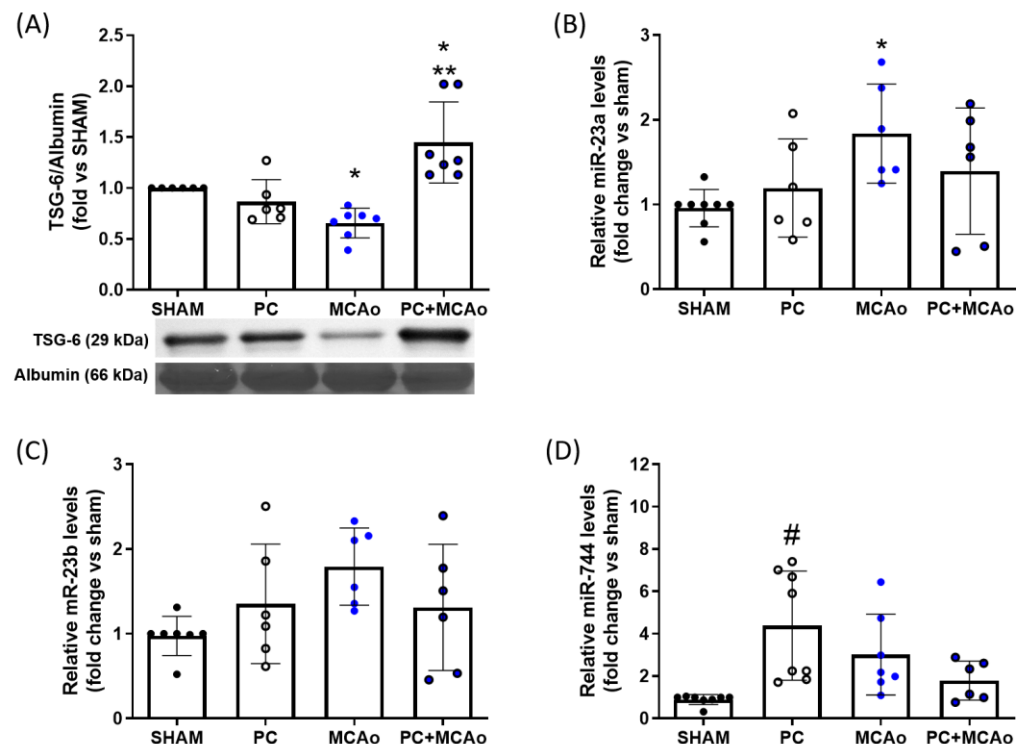 (A)
TSG-6/Albumin
(fold vs SHAM)
2.5
2.0
1.5
1.0
0.5
0.0
*
*
**
SHAM PC MCAo PC+MCAo
TSG-6 (29 kDa)
Albumin (66 kDa)
(B)
Relative miR-23a levels
(fold change vs sham)
3
2
1
0
*
SHAM PC MCAo PC+MCAo
(C)
Relative mR-23b levels
(fold change vs sham)
3
2
1
0
SHAM PC MCAo PC+MCAo
(D)
Relative miR-744 levels
(fold change vs sham)
12
10
8
6
4
2
0
#
SHAM PC MCAo PC+MCAo